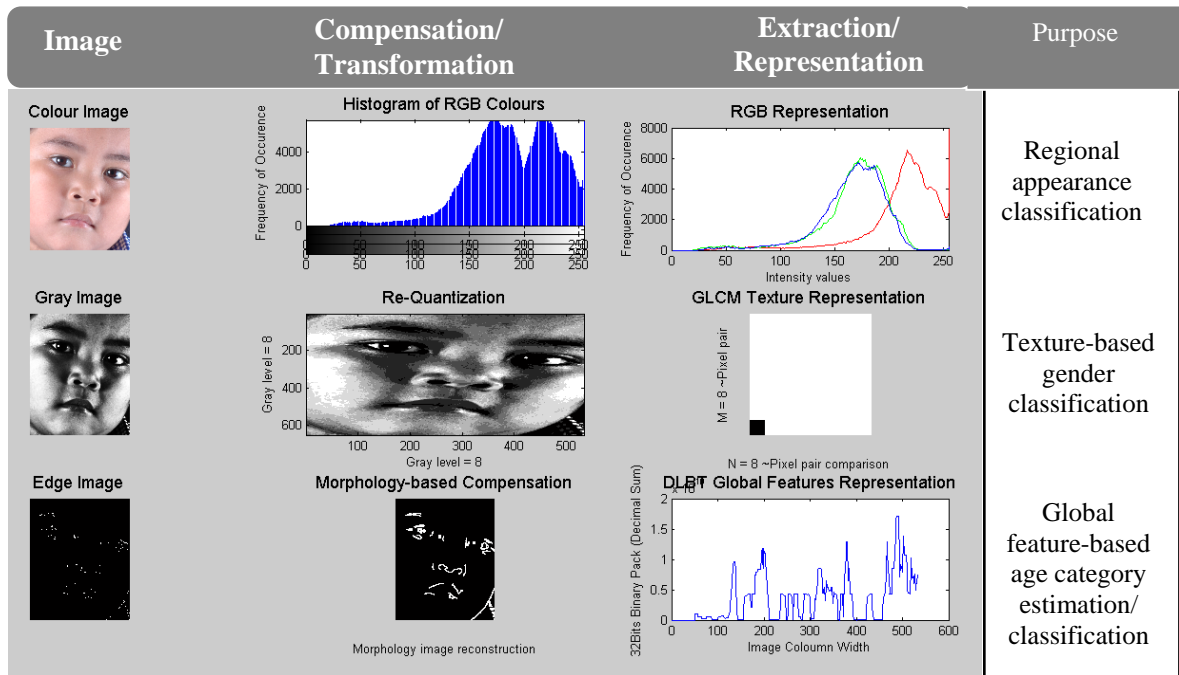 Image
Compensation/
Transformation
Extraction/
Representation
Purpose
Colour Image
Histogram of RGB Colours
Frequency of Occurence
4000
2000
0
0 50 100 150 200 250
0 50 100 150 200 250
RGB Representation
Frequency of Occurence
8000
6000
4000
2000
0
0 50 100 150 200 250
Intensity values
Regional
appearance
classification
Gray Image
Re-Quantization
Gray level = 8
200
400
600
100 200 300 400 500
Gray level = 8
GLCM Texture Representation
M = 8 ~Pixel pair
N = 8 ~Pixel pair comparison
Texture-based
gender
classification
Edge Image
Morphology-based Compensation
Morphology image reconstruction
DLBT Global Features Representation
32Bits Binary Pack (Decimal Sum)
2
1.5
1
0.5
0
0 100 200 300 400 500 600
Image Coloumn Width
Global
feature-based
age category
estimation/
classification